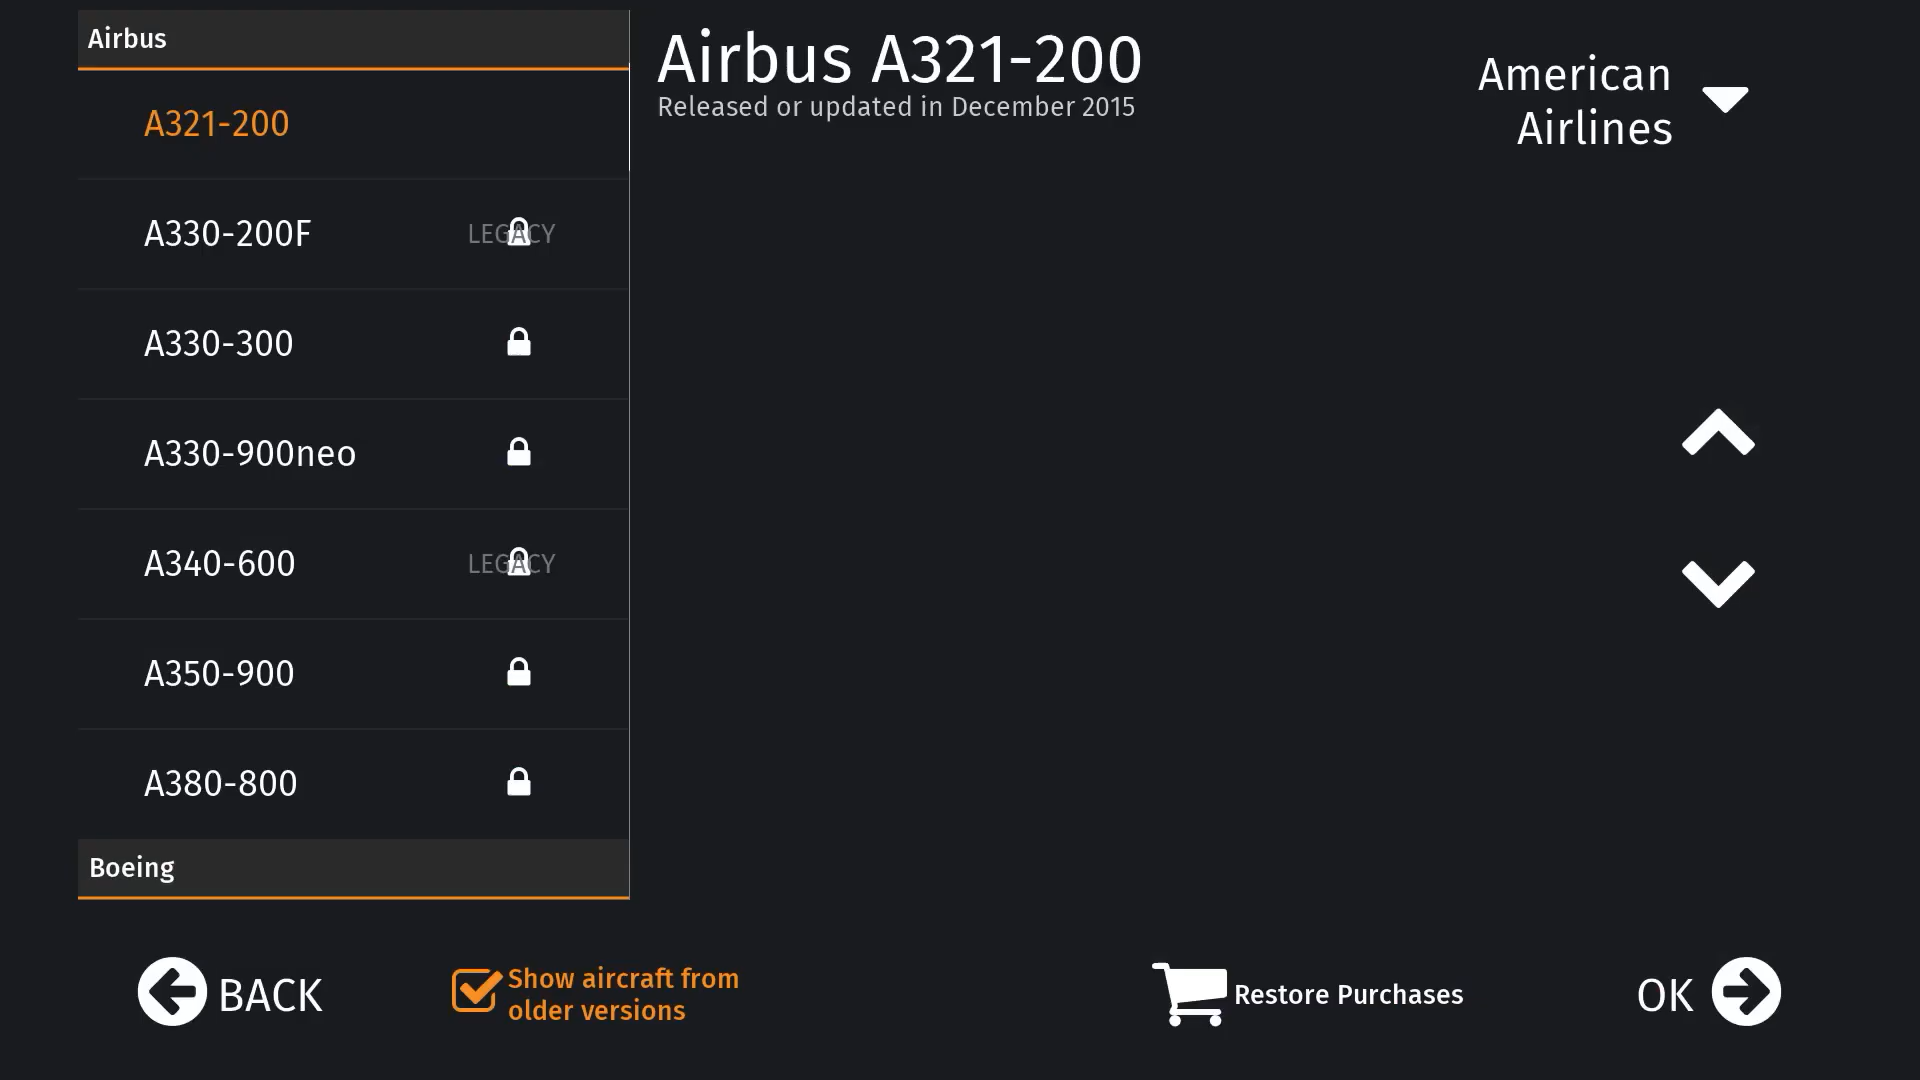 Airbus
A321-200
A330-200F LEGACY
A330-300
A330-900neo
A340-600 LEGACY
A350-900
A380-800
Boeing
Airbus A321-200
Released or updated in December 2015
American
Airlines
BACK
Show aircraft from
older versions
Restore Purchases
OK